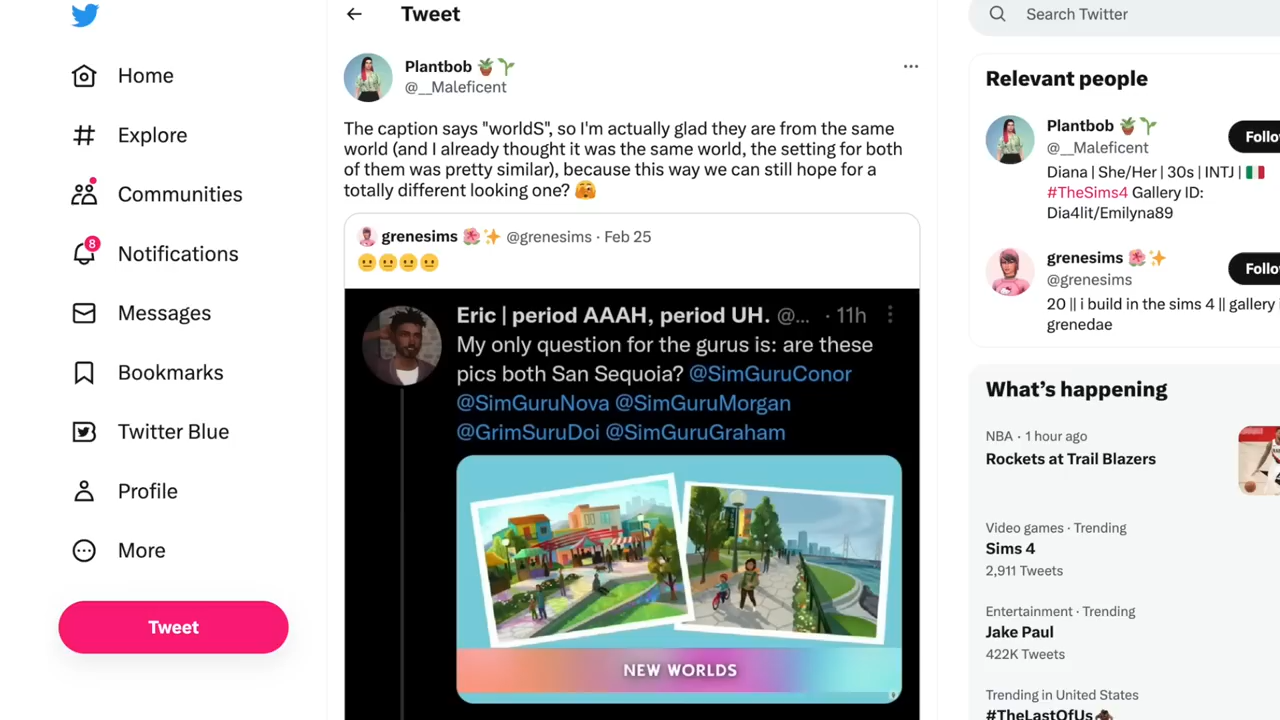 Home
Explore
Communities
8
Notifications
Messages
Bookmarks
Twitter Blue
Profile
More
Tweet
Tweet
Plantbob 🪴🌱
@__Maleficent
The caption says "worldS", so I'm actually glad they are from the same
world (and I already thought it was the same world, the setting for both
of them was pretty similar), because this way we can still hope for a
totally different looking one? 🫣
grenesims 🌺✨ @grenesims · Feb 25
😐😐😐😐
Eric | period AAAH, period UH. @... · 11h
My only question for the gurus is: are these
pics both San Sequoia? @SimGuruConor
@SimGuruNova @SimGuruMorgan
@GrimSuruDoi @SimGuruGraham
NEW WORLDS
Search Twitter
Relevant people
Plantbob 🪴🌱
@__Maleficent
Follo
Diana | She/Her | 30s | INTJ | 🇮🇹
#TheSims4 Gallery ID:
Dia4lit/Emilyna89
grenesims 🌺✨
@grenesims
Follo
20 || i build in the sims 4 || gallery i
grenedae
What's happening
NBA · 1 hour ago
Rockets at Trail Blazers
Video games · Trending
Sims 4
2,911 Tweets
Entertainment · Trending
Jake Paul
422K Tweets
Trending in United States
#TheLastOfUs